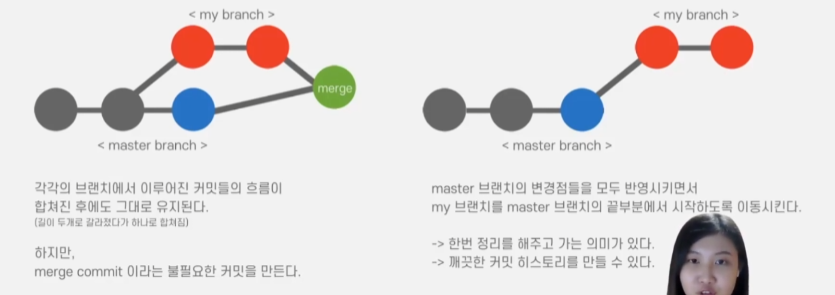 < my branch >
merge
< master branch >
각각의 브랜치에서 이루어진 커밋들의 흐름이
합쳐진 후에도 그대로 유지된다.
(길이 두개로 갈라졌다가 하나로 합쳐짐)
하지만,
merge commit 이라는 불필요한 커밋을 만든다.
< my branch >
< master branch >
master 브랜치의 변경점들을 모두 반영시키면서
my 브랜치를 master 브랜치의 끝부분에서 시작하도록 이동시킨다.
-> 한번 정리를 해주고 가는 의미가 있다.
-> 깨끗한 커밋 히스토리를 만들 수 있다.